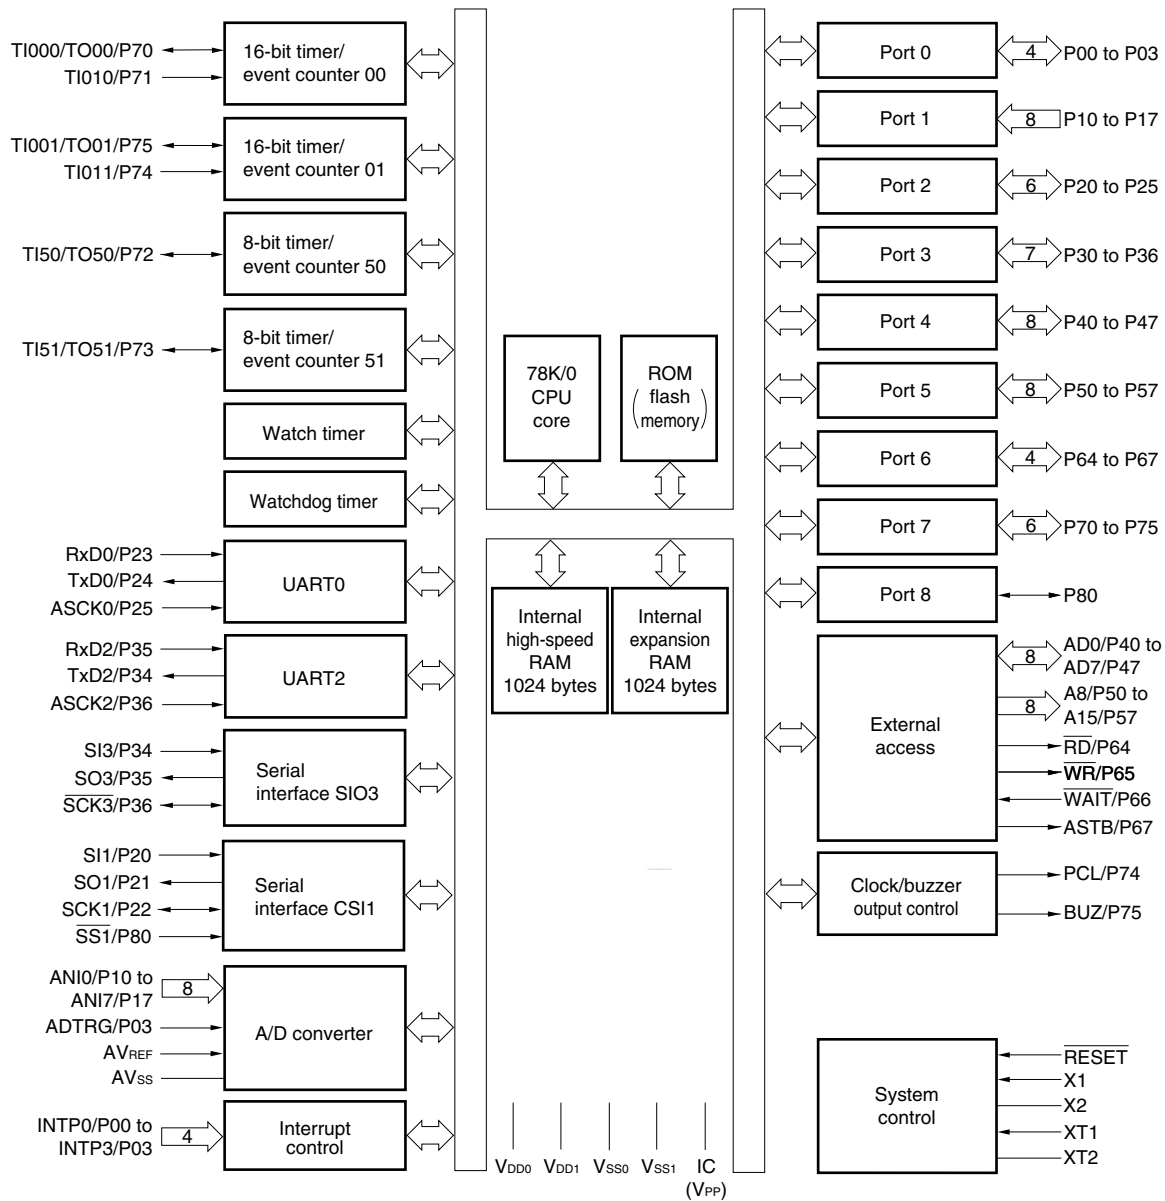 TI000/TO00/P70
TI010/P71
16-bit timer/
event counter 00
TI001/TO01/P75
TI011/P74
16-bit timer/
event counter 01
TI50/TO50/P72
8-bit timer/
event counter 50
TI51/TO51/P73
8-bit timer/
event counter 51
Watch timer
Watchdog timer
RxD0/P23
TxD0/P24
ASCK0/P25
UART0
RxD2/P35
TxD2/P34
ASCK2/P36
UART2
SI3/P34
SO3/P35
SCK3/P36
Serial
interface SIO3
SI1/P20
SO1/P21
SCK1/P22
SS1/P80
Serial
interface CSI1
ANI0/P10 to
ANI7/P17
8
ADTRG/P03
AVREF
AVSS
A/D converter
INTP0/P00 to
INTP3/P03
4
Interrupt
control
78K/0
CPU
core
ROM
(flash
memory)
Internal
high-speed
RAM
1024 bytes
Internal
expansion
RAM
1024 bytes
VDD0
VDD1
VSS0
VSS1
IC
(VPP)
Port 0
4
P00 to P03
Port 1
8
P10 to P17
Port 2
6
P20 to P25
Port 3
7
P30 to P36
Port 4
8
P40 to P47
Port 5
8
P50 to P57
Port 6
4
P64 to P67
Port 7
6
P70 to P75
Port 8
P80
External
access
8
AD0/P40 to
AD7/P47
8
A8/P50 to
A15/P57
RD/P64
WR/P65
WAIT/P66
ASTB/P67
Clock/buzzer
output control
PCL/P74
BUZ/P75
System
control
RESET
X1
X2
XT1
XT2